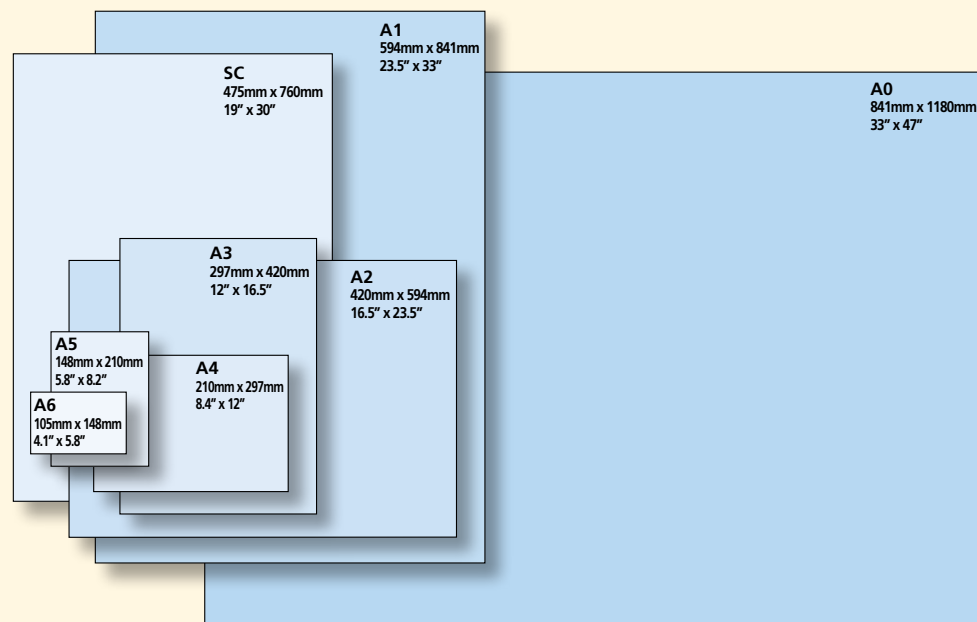 A1
594mm x 841mm
23.5” x 33”
SC
475mm x 760mm
19” x 30”
A0
841mm x 1180mm
33” x 47”
A3
297mm x 420mm
12” x 16.5”
A2
420mm x 594mm
16.5” x 23.5”
A5
148mm x 210mm
5.8” x 8.2”
A4
210mm x 297mm
8.4” x 12”
A6
105mm x 148mm
4.1” x 5.8”